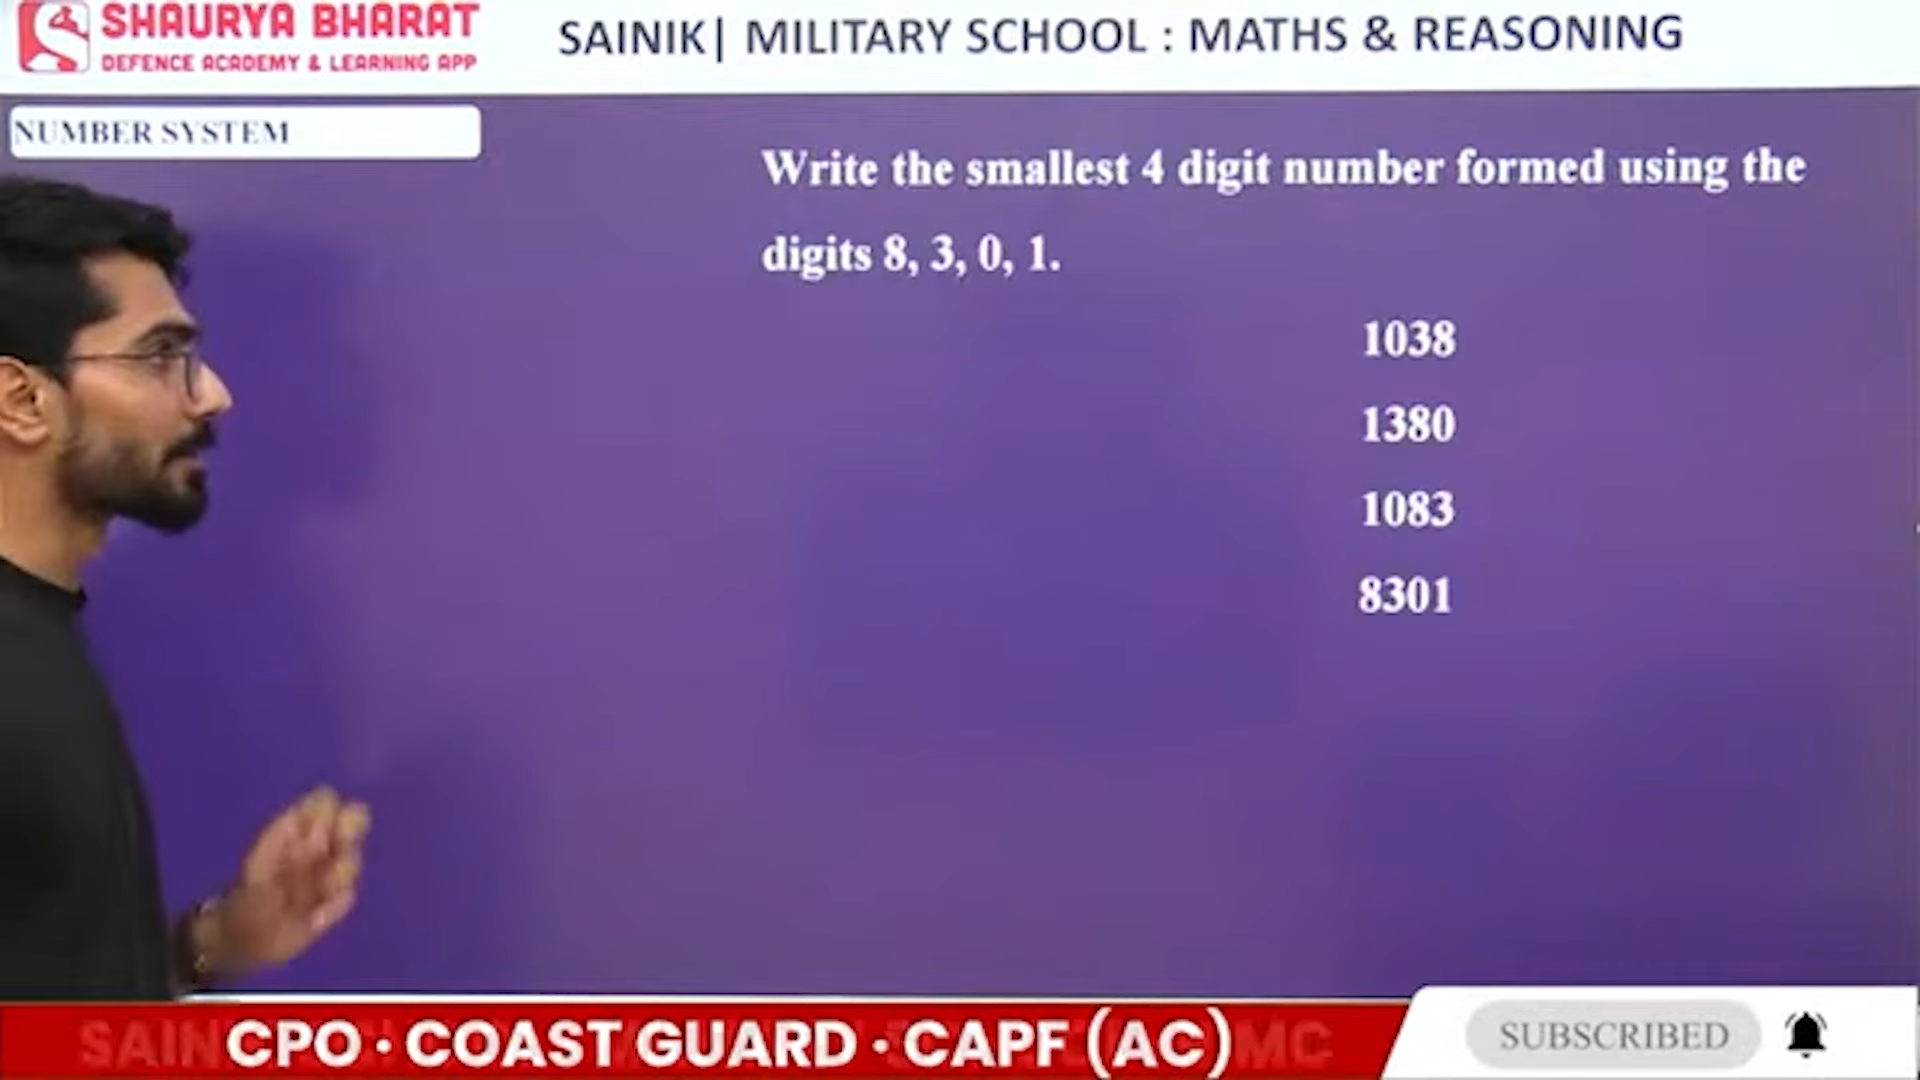 SHAURYA BHARAT
DEFENCE ACADEMY & LEARNING APP
SAINIK| MILITARY SCHOOL : MATHS & REASONING
NUMBER SYSTEM
Write the smallest 4 digit number formed using the
digits 8, 3, 0, 1.
1038
1380
1083
8301
CPO · COAST GUARD · CAPF (AC)
SUBSCRIBED